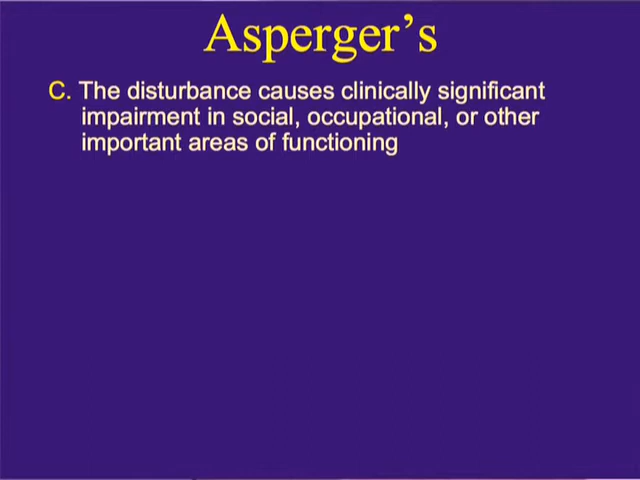 Asperger’s
C. The disturbance causes clinically significant
impairment in social, occupational, or other
important areas of functioning